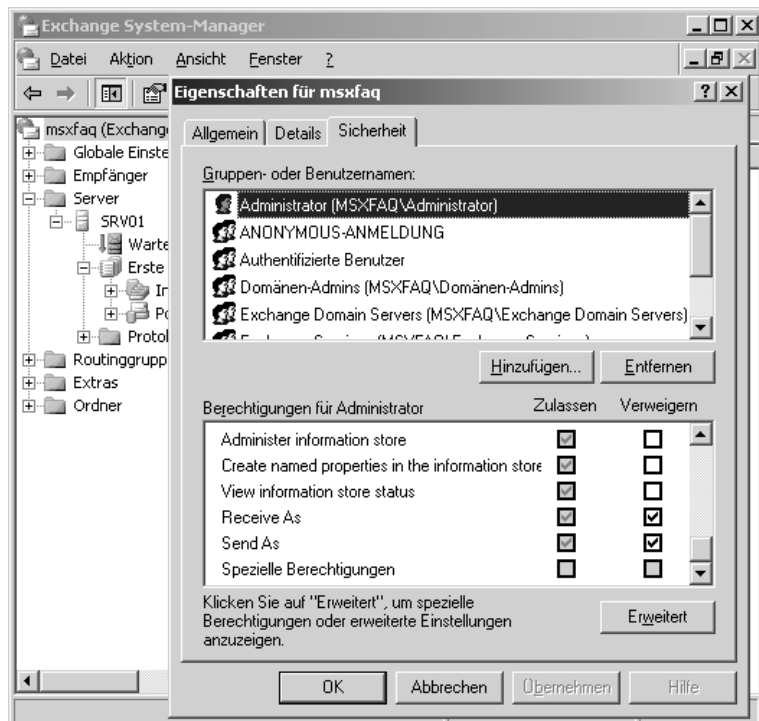 Exchange System-Manager
Datei Aktion Ansicht Fenster ?
Eigenschaften für msxfaq
msxfaq (Exchang
Globale Einste
Empfänger
Server
SRV01
Warte
Erste
In
Po
Protol
Routinggrupp
Extras
Ordner
Allgemein Details Sicherheit
Gruppen- oder Benutzernamen:
Administrator (MSXFAQ\Administrator)
ANONYMOUS-ANMELDUNG
Authentifizierte Benutzer
Domänen-Admins (MSXFAQ\Domänen-Admins)
Exchange Domain Servers (MSXFAQ\Exchange Domain Servers)
Hinzufügen... Entfernen
Berechtigungen für Administrator Zulassen Verweigern
Administer information store
Create named properties in the information store
View information store status
Receive As
Send As
Spezielle Berechtigungen
Klicken Sie auf "Erweitert", um spezielle
Berechtigungen oder erweiterte Einstellungen
anzuzeigen.
Erweitert
OK Abbrechen Übernehmen Hilfe